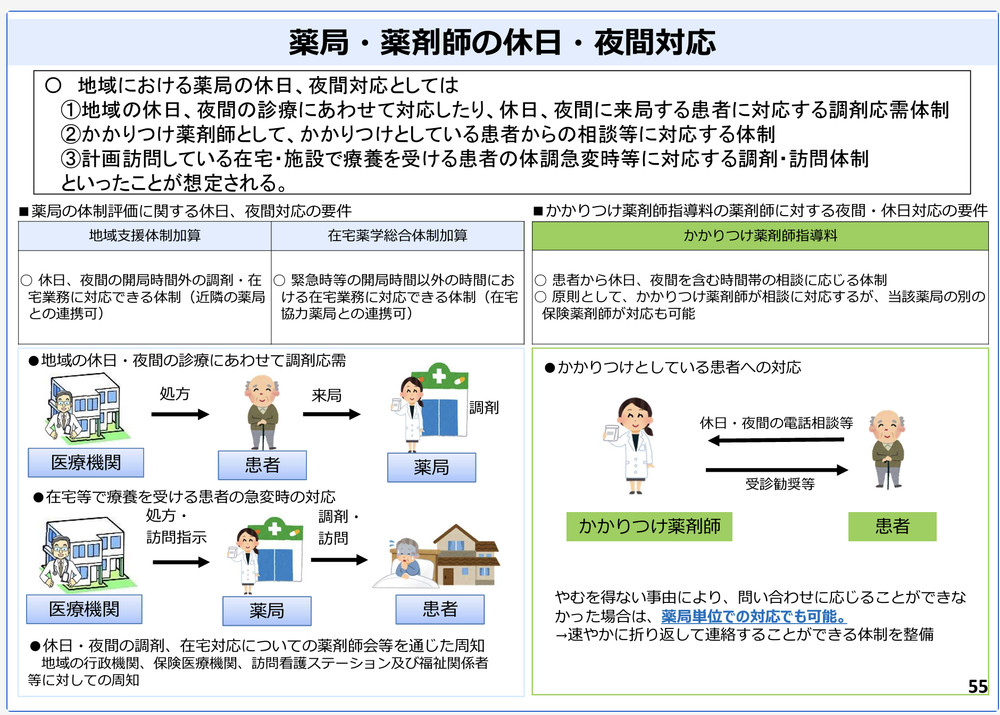 薬局・薬剤師の休日・夜間対応
○　地域における薬局の休日、夜間対応としては
①地域の休日、夜間の診療にあわせて対応したり、休日、夜間に来局する患者に対応する調剤応需体制
②かかりつけ薬剤師として、かかりつけとしている患者からの相談等に対応する体制
③計画訪問している在宅・施設で療養を受ける患者の体調急変時等に対応する調剤・訪問体制
といったことが想定される。
■薬局の体制評価に関する休日、夜間対応の要件
地域支援体制加算
在宅薬学総合体制加算
○ 休日、夜間の開局時間外の調剤・在
宅業務に対応できる体制（近隣の薬局
との連携可）
○ 緊急時等の開局時間以外の時間にお
ける在宅業務に対応できる体制（在宅
協力薬局との連携可）
■かかりつけ薬剤師指導料の薬剤師に対する夜間・休日対応の要件
かかりつけ薬剤師指導料
○ 患者から休日、夜間を含む時間帯の相談に応じる体制
○ 原則として、かかりつけ薬剤師が相談に対応するが、当該薬局の別の
保険薬剤師が対応も可能
●地域の休日・夜間の診療にあわせて調剤応需
処方
来局
調剤
医療機関
患者
薬局
●在宅等で療養を受ける患者の急変時の対応
処方・
訪問指示
調剤・
訪問
医療機関
薬局
患者
●休日・夜間の調剤、在宅対応についての薬剤師会等を通じた周知
地域の行政機関、保険医療機関、訪問看護ステーション及び福祉関係者
等に対しての周知
●かかりつけとしている患者への対応
休日・夜間の電話相談等
受診勧奨等
かかりつけ薬剤師
患者
やむを得ない事由により、問い合わせに応じることができな
かった場合は、薬局単位での対応でも可能。
→速やかに折り返して連絡することができる体制を整備
55